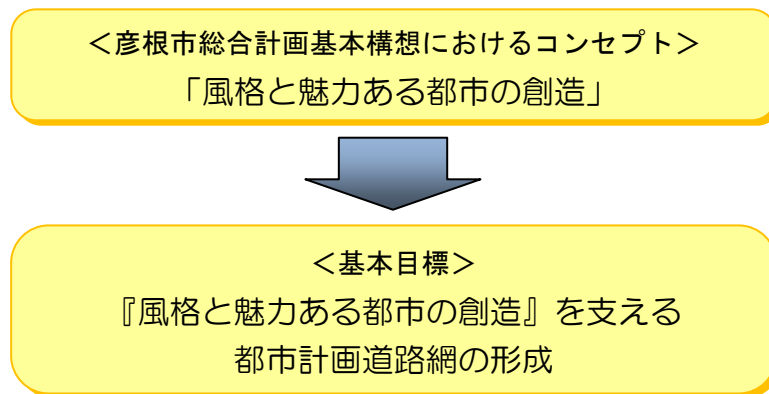 ＜彦根市総合計画基本構想におけるコンセプト＞
「風格と魅力ある都市の創造」
＜基本目標＞
『風格と魅力ある都市の創造』を支える
都市計画道路網の形成